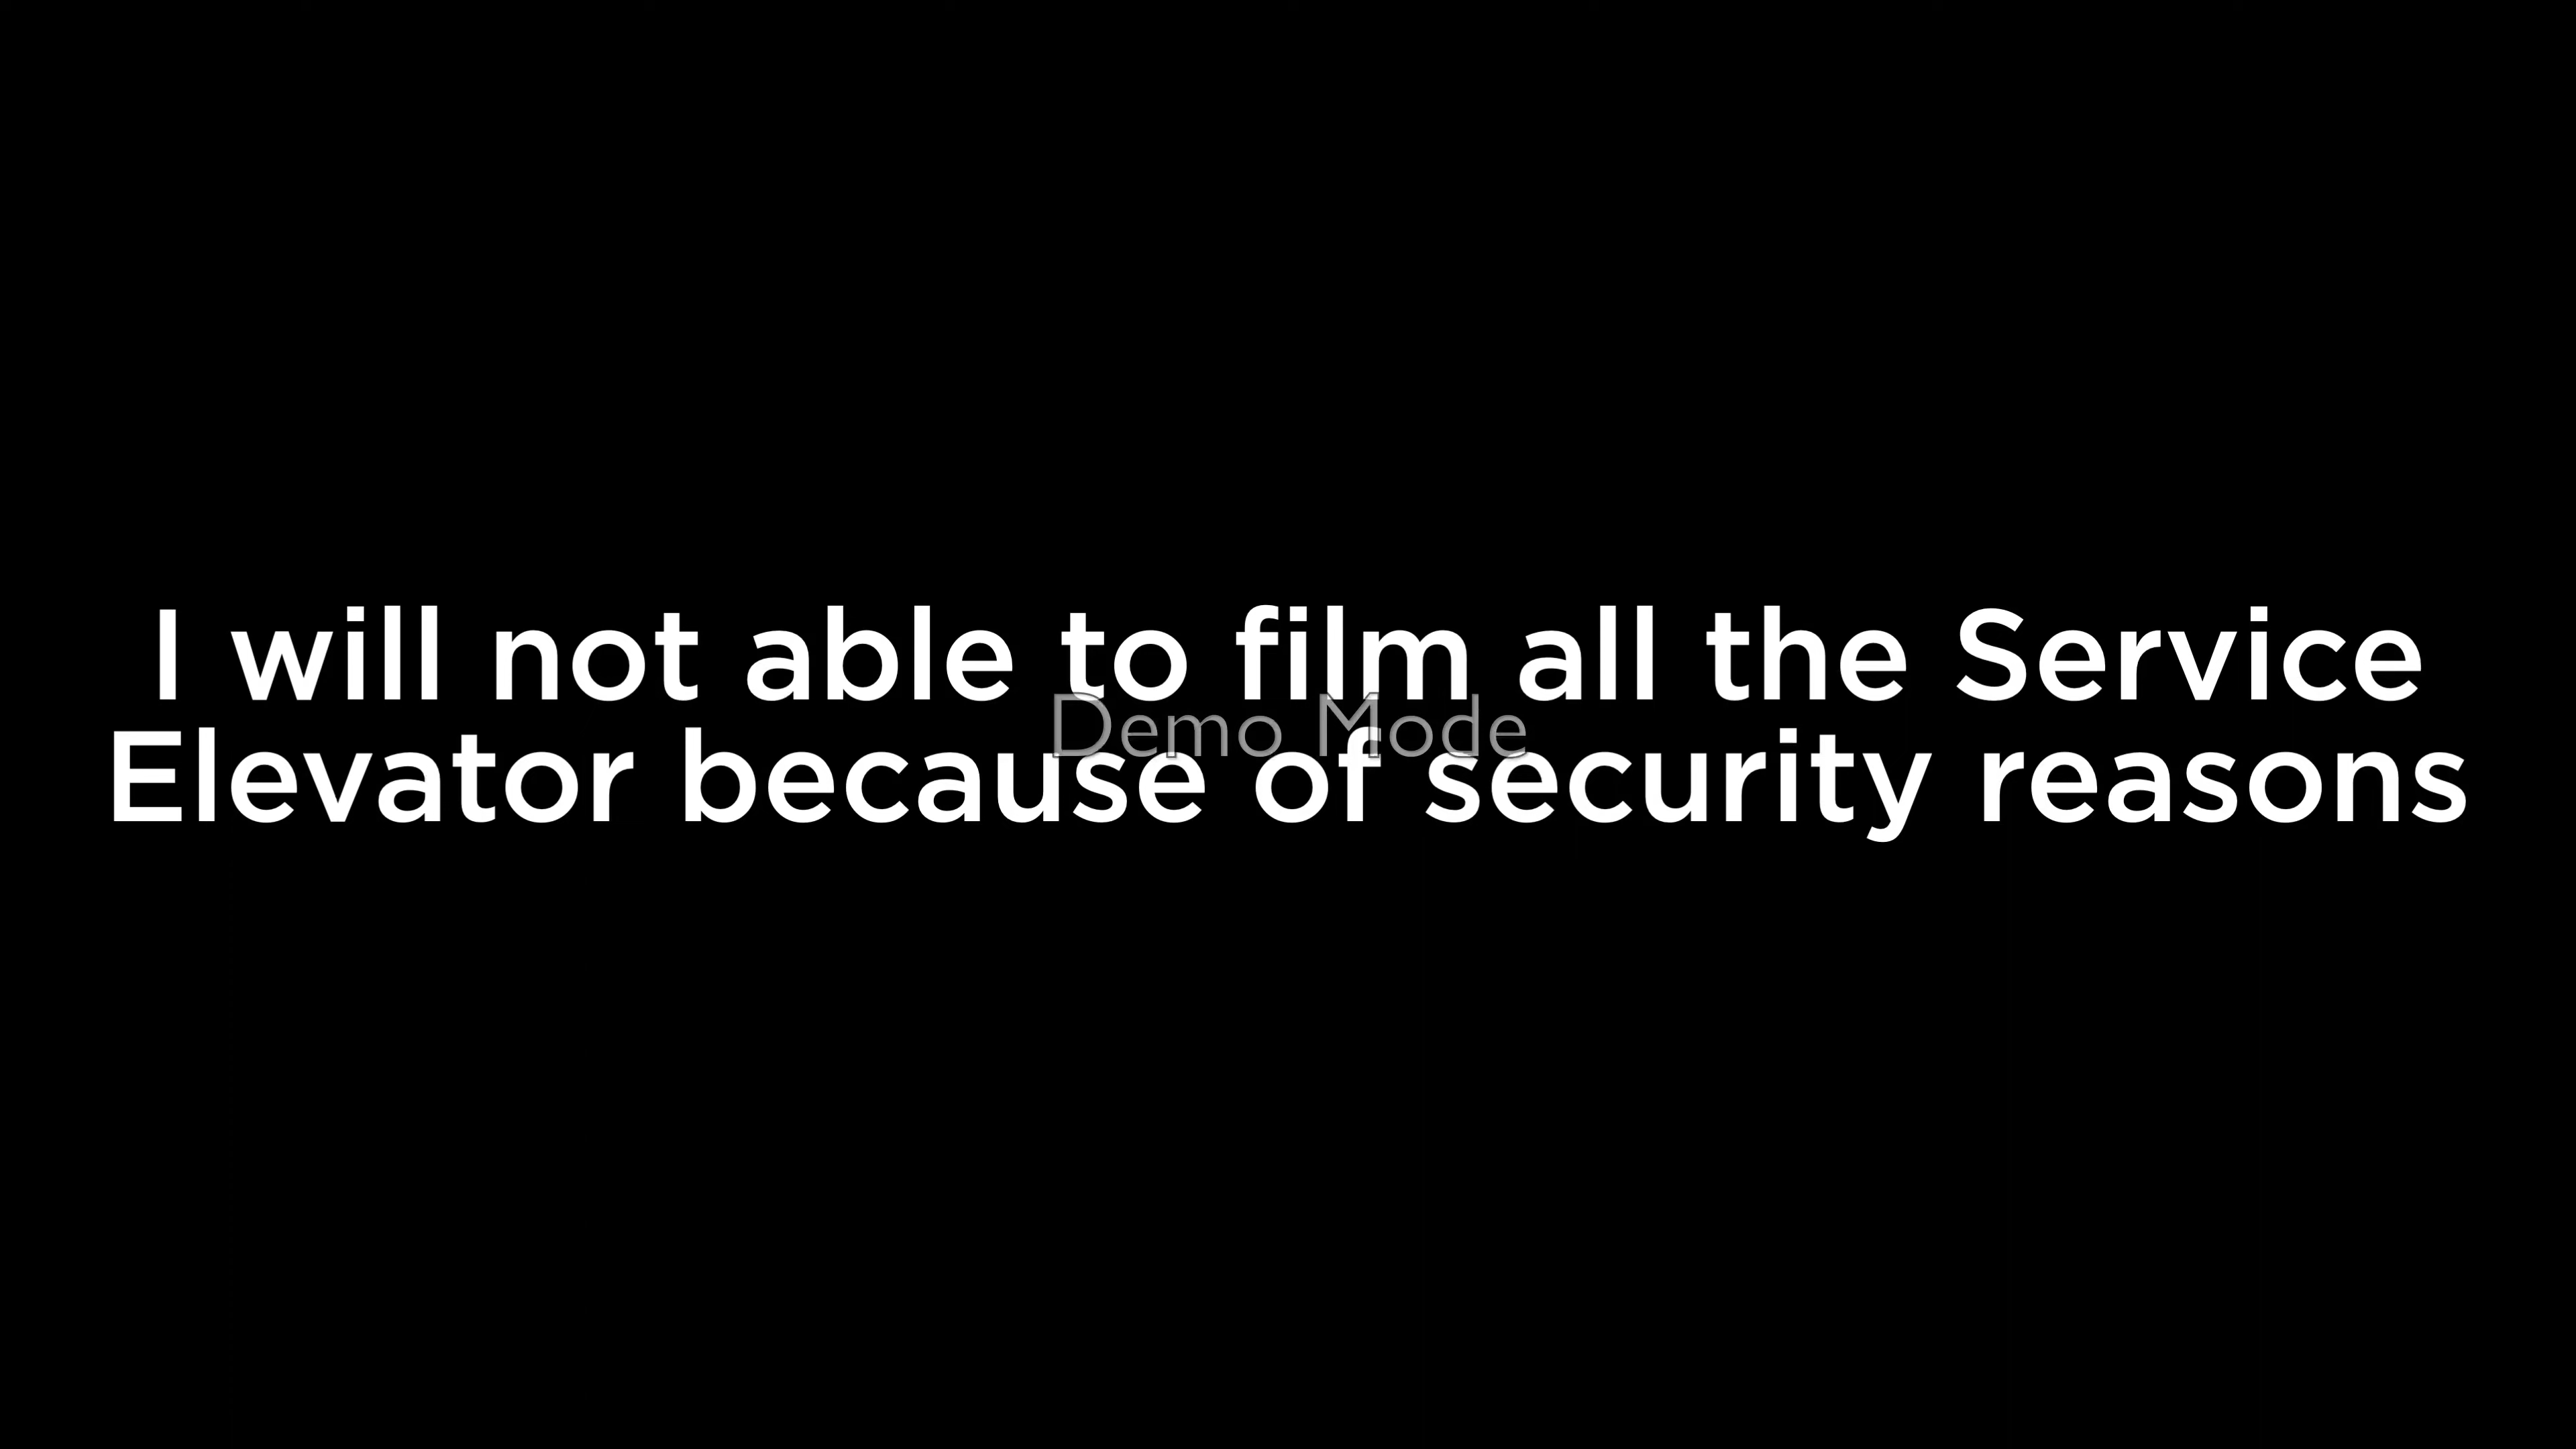 I will not able to film all the Service
Demo Mode
Elevator because of security reasons